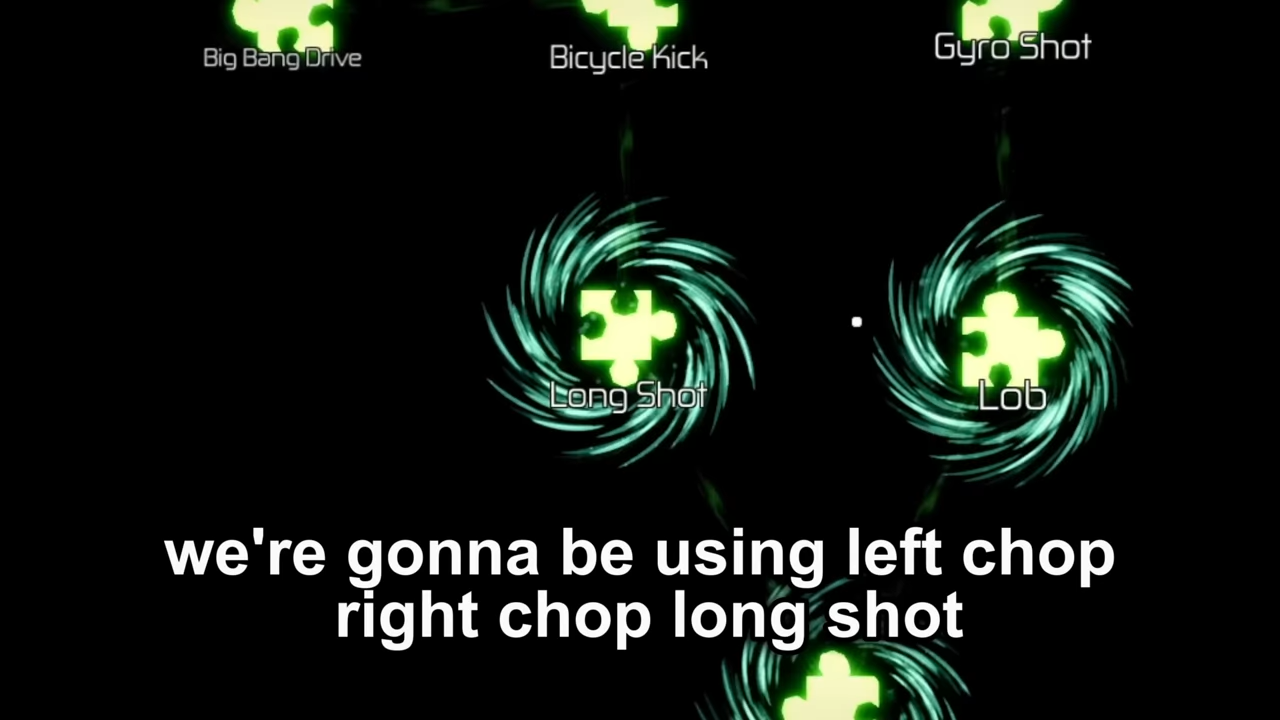 Big Bang Drive
Bicycle Kick
Gyro Shot
Long Shot
Lob
we're gonna be using left chop
right chop long shot